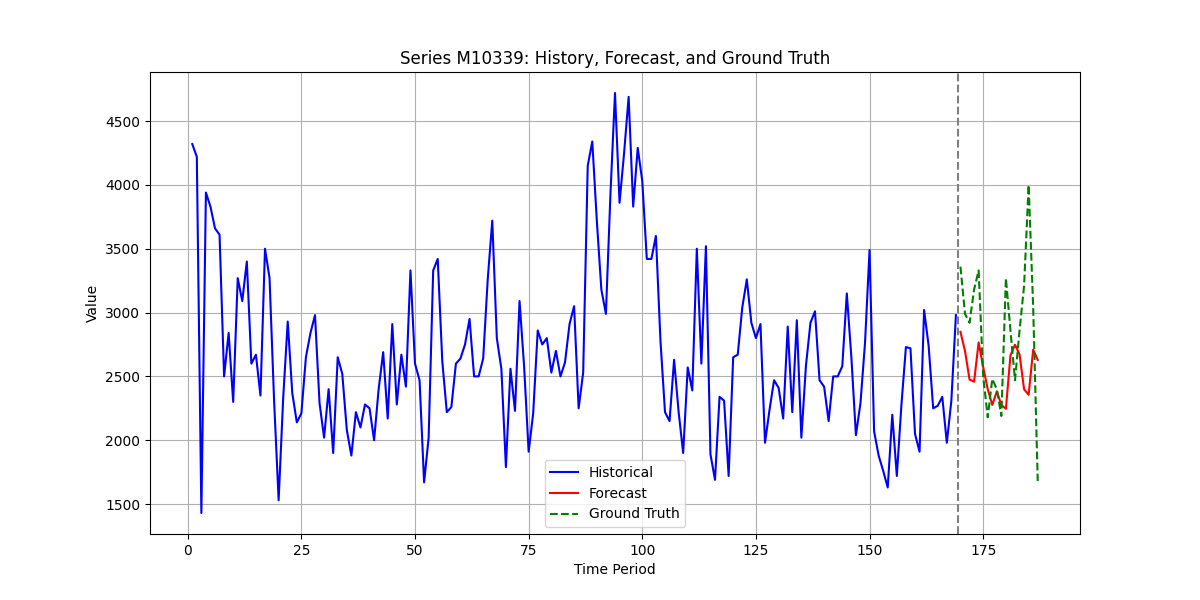 Series M10339: History, Forecast, and Ground Truth
Value
4500
4000
3500
3000
2500
2000
1500
Historical
Forecast
Ground Truth
0 25 50 75 100 125 150 175
Time Period